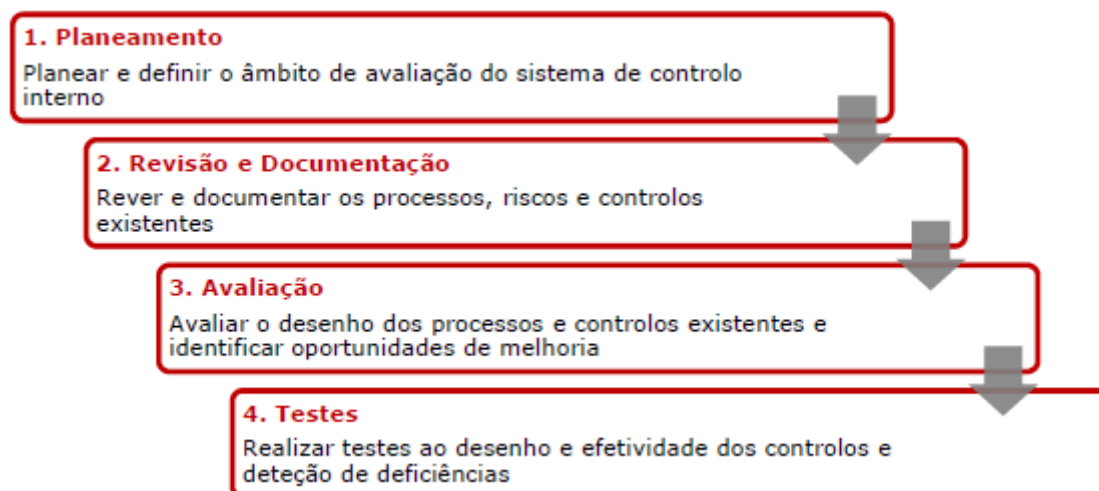 1. Planeamento
Planear e definir o âmbito de avaliação do sistema de controlo
interno
2. Revisão e Documentação
Rever e documentar os processos, riscos e controlos
existentes
3. Avaliação
Avaliar o desenho dos processos e controlos existentes e
identificar oportunidades de melhoria
4. Testes
Realizar testes ao desenho e efetividade dos controlos e
deteção de deficiências